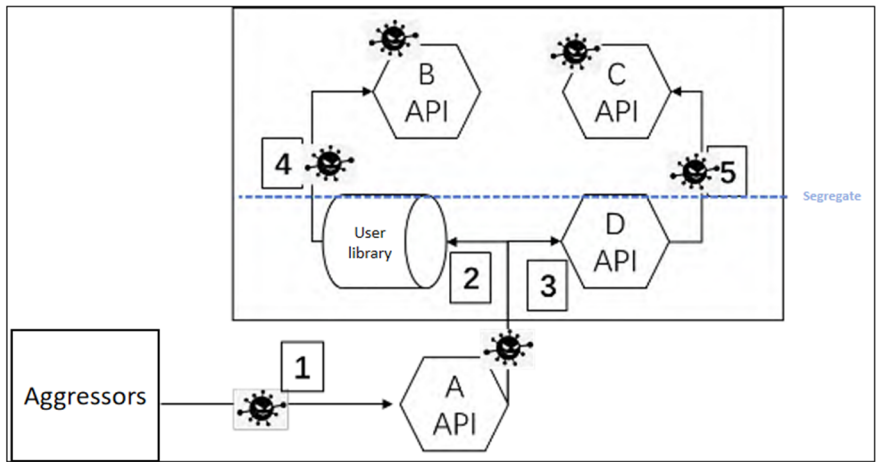 B
API
C
API
4
5
Segregate
User
library
D
API
2
3
1
Aggressors
A
API